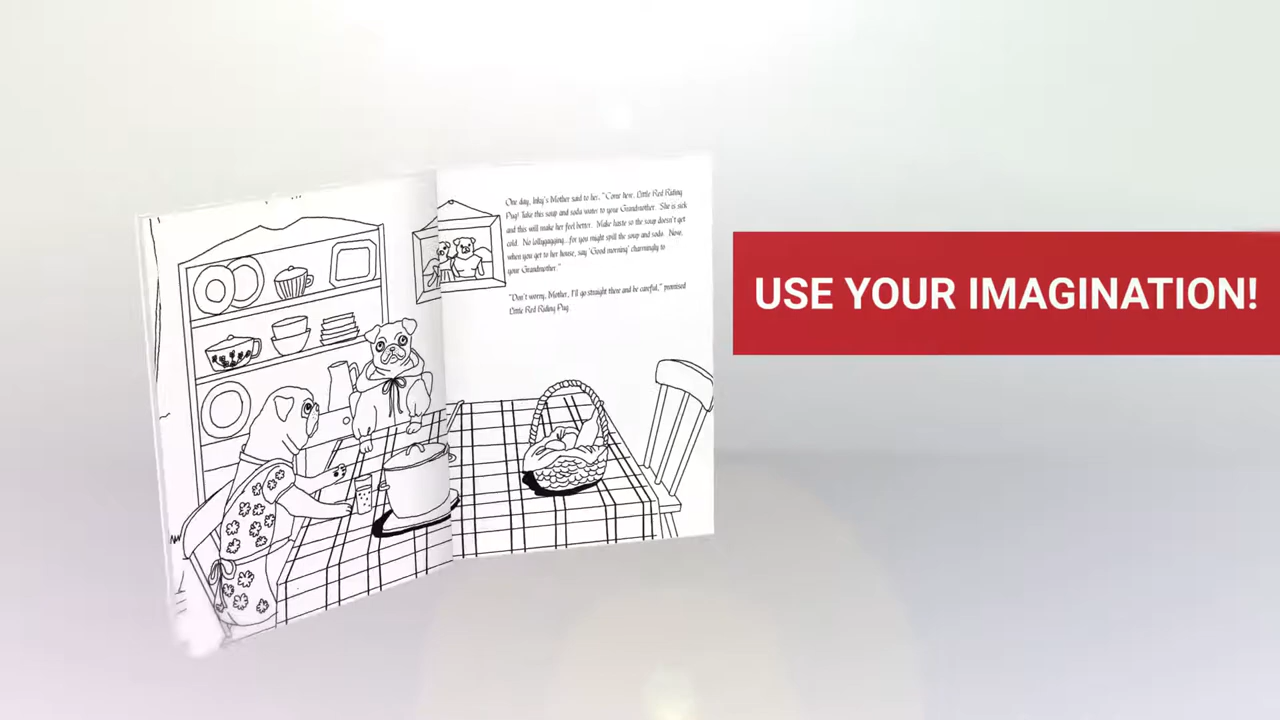 One day, Inky's Mother said to her, "Come here, Little Red Riding
Pug! Take this soup and soda water to your Grandmother. She is sick
and this will make her feel better. Make haste so the soup doesn't get
cold. No lollygagging...for you might spill the soup and soda. Now,
when you get to her house, say 'Good morning' charmingly to
your Grandmother."
"Don't worry, Mother, I'll go straight there and be careful," promised
Little Red Riding Pug.
USE YOUR IMAGINATION!